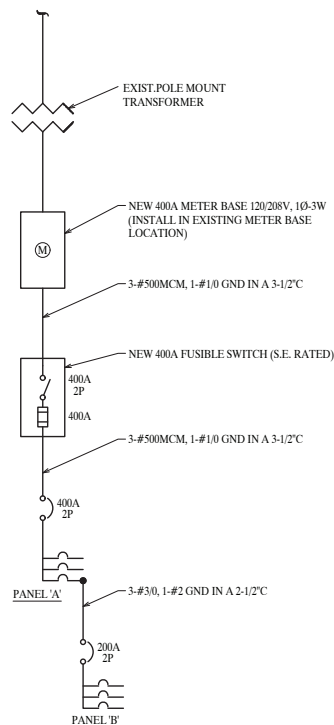 EXIST.POLE MOUNT
TRANSFORMER
NEW 400A METER BASE 120/208V, 1Ø-3W
(INSTALL IN EXISTING METER BASE
LOCATION)
M
3-#500MCM, 1-#1/0 GND IN A 3-1/2"C
NEW 400A FUSIBLE SWITCH (S.E. RATED)
400A
2P
400A
3-#500MCM, 1-#1/0 GND IN A 3-1/2"C
400A
2P
PANEL 'A'
3-#3/0, 1-#2 GND IN A 2-1/2"C
200A
2P
PANEL 'B'